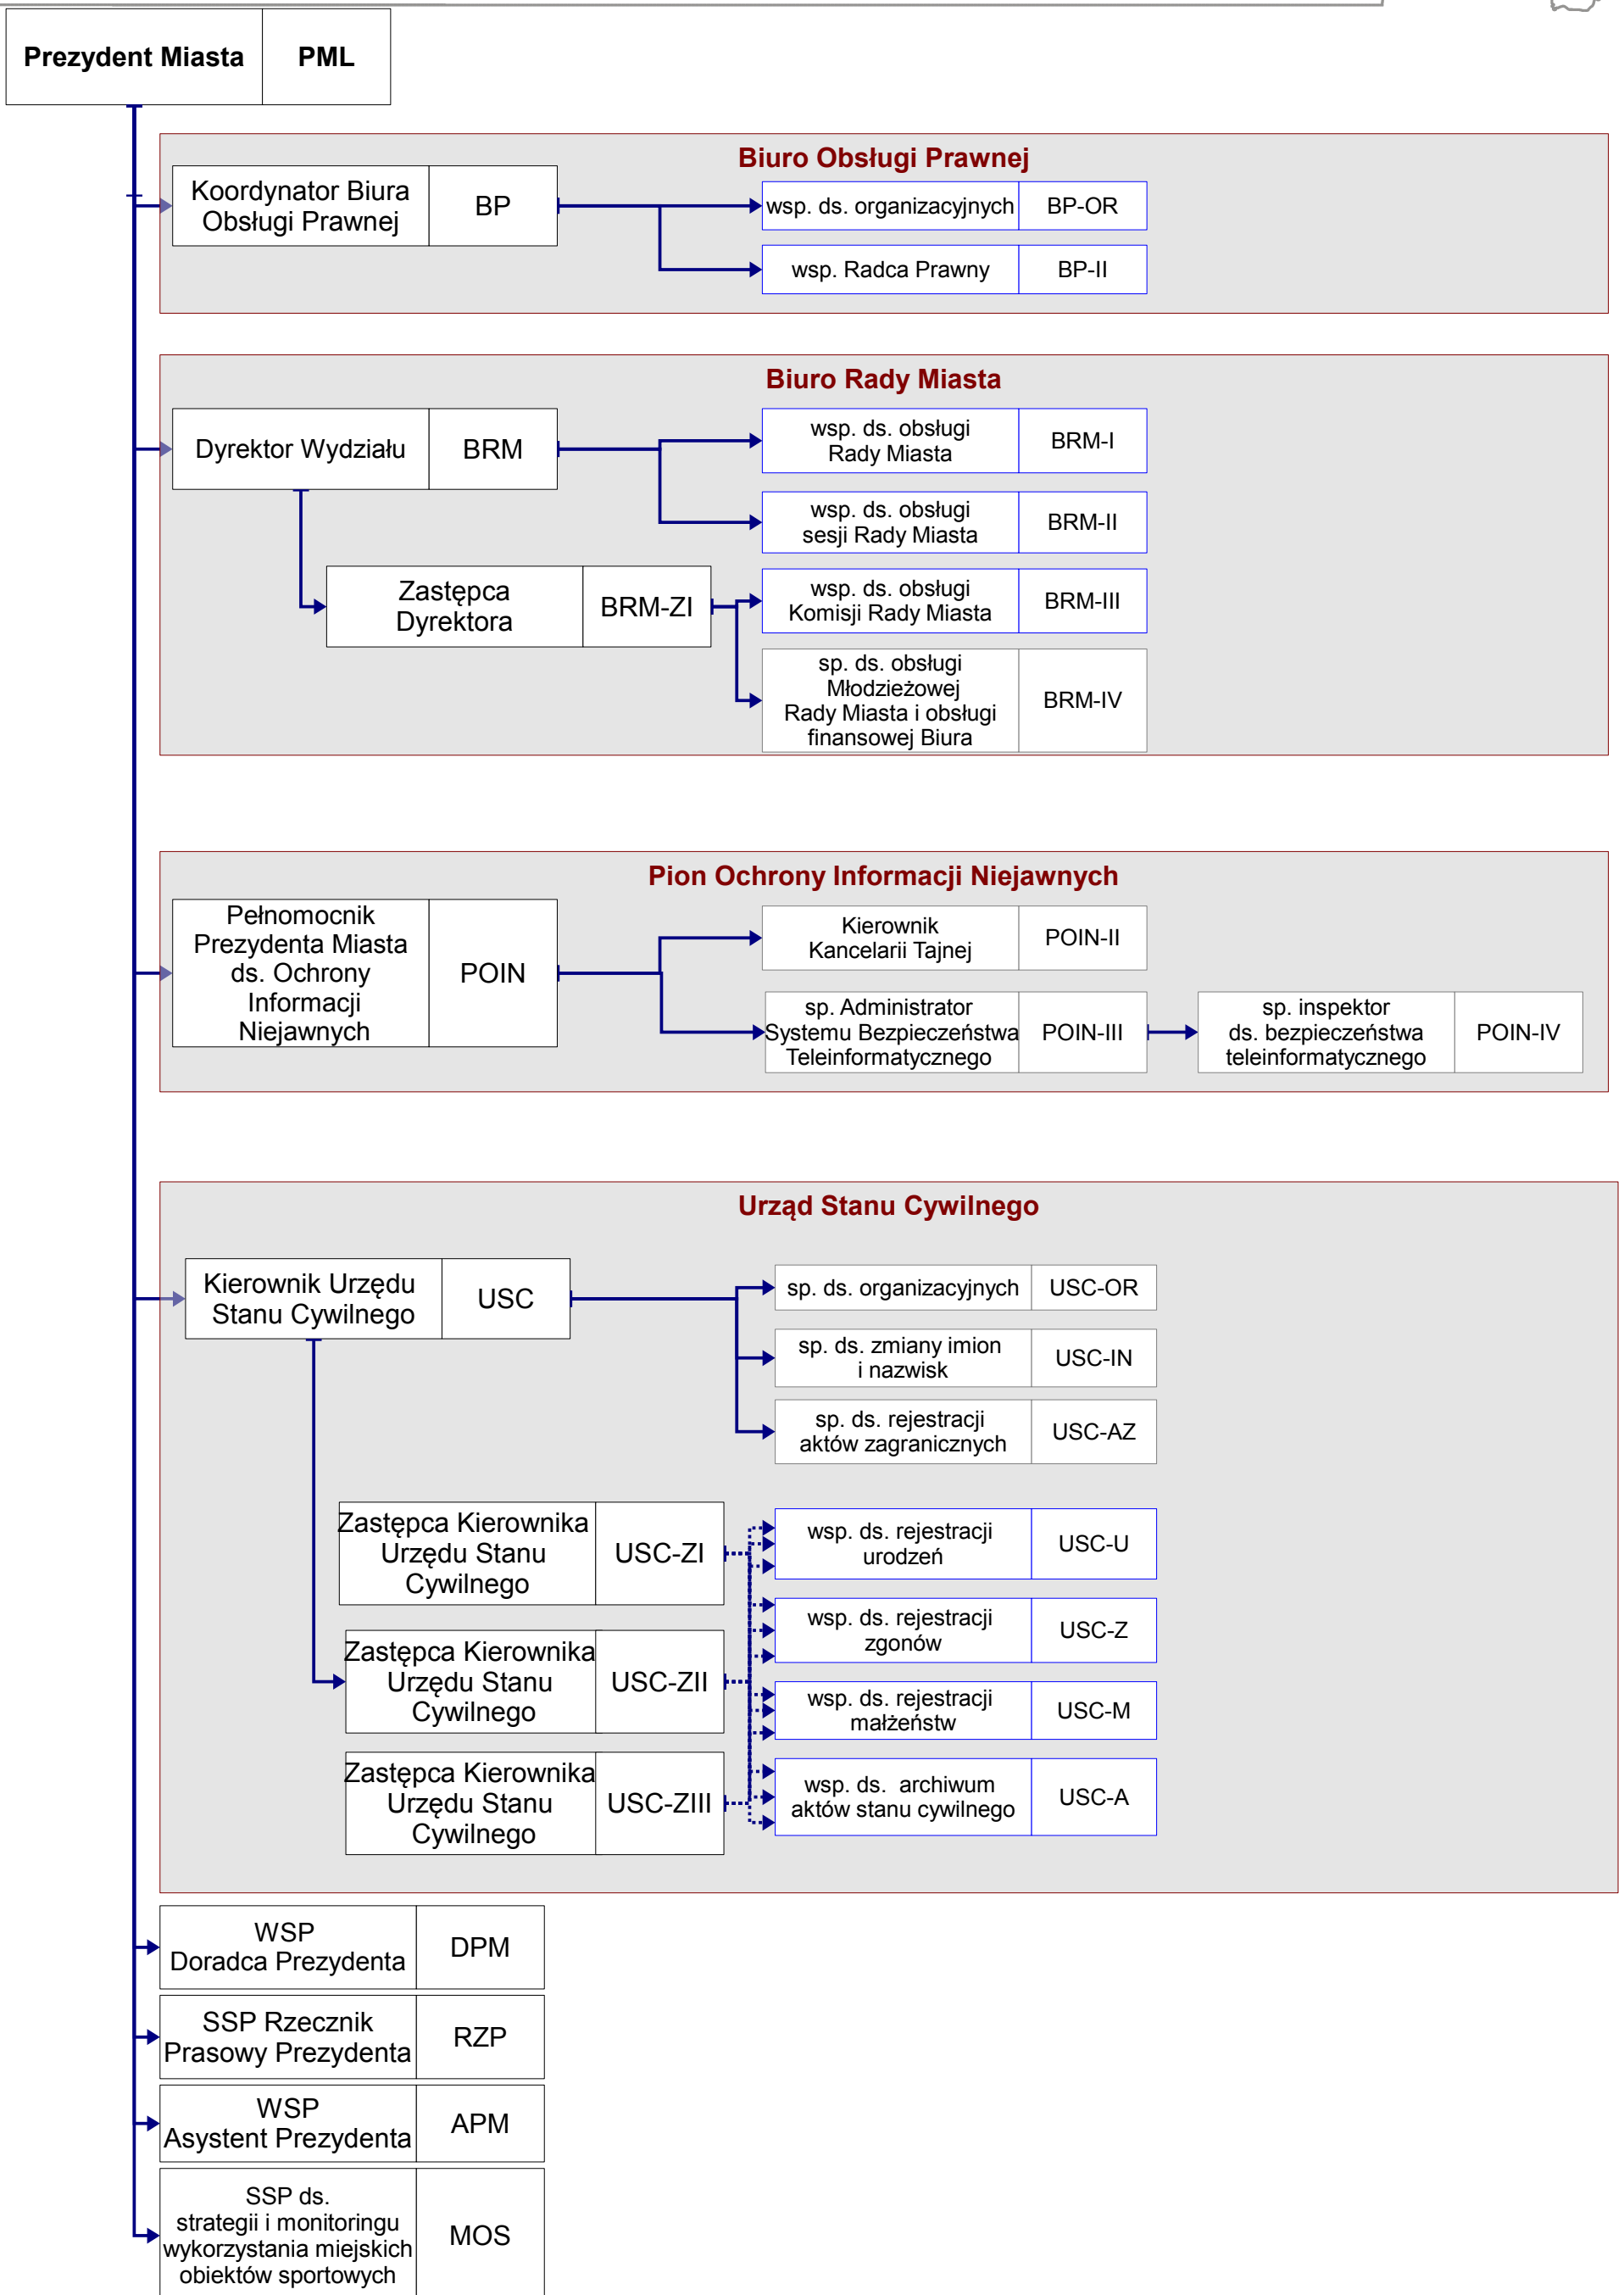 Prezydent Miasta PML
Biuro Obsługi Prawnej
Koordynator Biura
Obsługi Prawnej
BP
wsp. ds. organizacyjnych BP-OR
wsp. Radca Prawny BP-II
Biuro Rady Miasta
Dyrektor Wydziału BRM
wsp. ds. obsługi
Rady Miasta
BRM-I
wsp. ds. obsługi
sesji Rady Miasta
BRM-II
Zastępca
Dyrektora
BRM-ZI
wsp. ds. obsługi
Komisji Rady Miasta
BRM-III
sp. ds. obsługi
Młodzieżowej
Rady Miasta i obsługi
finansowej Biura
BRM-IV
Pion Ochrony Informacji Niejawnych
Pełnomocnik
Prezydenta Miasta
ds. Ochrony
Informacji
Niejawnych
POIN
Kierownik
Kancelarii Tajnej
POIN-II
sp. Administrator
Systemu Bezpieczeństwa
Teleinformatycznego
POIN-III
sp. inspektor
ds. bezpieczeństwa
teleinformatycznego
POIN-IV
Urząd Stanu Cywilnego
Kierownik Urzędu
Stanu Cywilnego
USC
sp. ds. organizacyjnych USC-OR
sp. ds. zmiany imion
i nazwisk
USC-IN
sp. ds. rejestracji
aktów zagranicznych
USC-AZ
Zastępca Kierownika
Urzędu Stanu
Cywilnego
USC-ZI
wsp. ds. rejestracji
urodzeń
USC-U
wsp. ds. rejestracji
zgonów
USC-Z
Zastępca Kierownika
Urzędu Stanu
Cywilnego
USC-ZII
wsp. ds. rejestracji
małżeństw
USC-M
Zastępca Kierownika
Urzędu Stanu
Cywilnego
USC-ZIII
wsp. ds. archiwum
aktów stanu cywilnego
USC-A
WSP
Doradca Prezydenta
DPM
SSP Rzecznik
Prasowy Prezydenta
RZP
WSP
Asystent Prezydenta
APM
SSP ds.
strategii i monitoringu
wykorzystania miejskich
obiektów sportowych
MOS